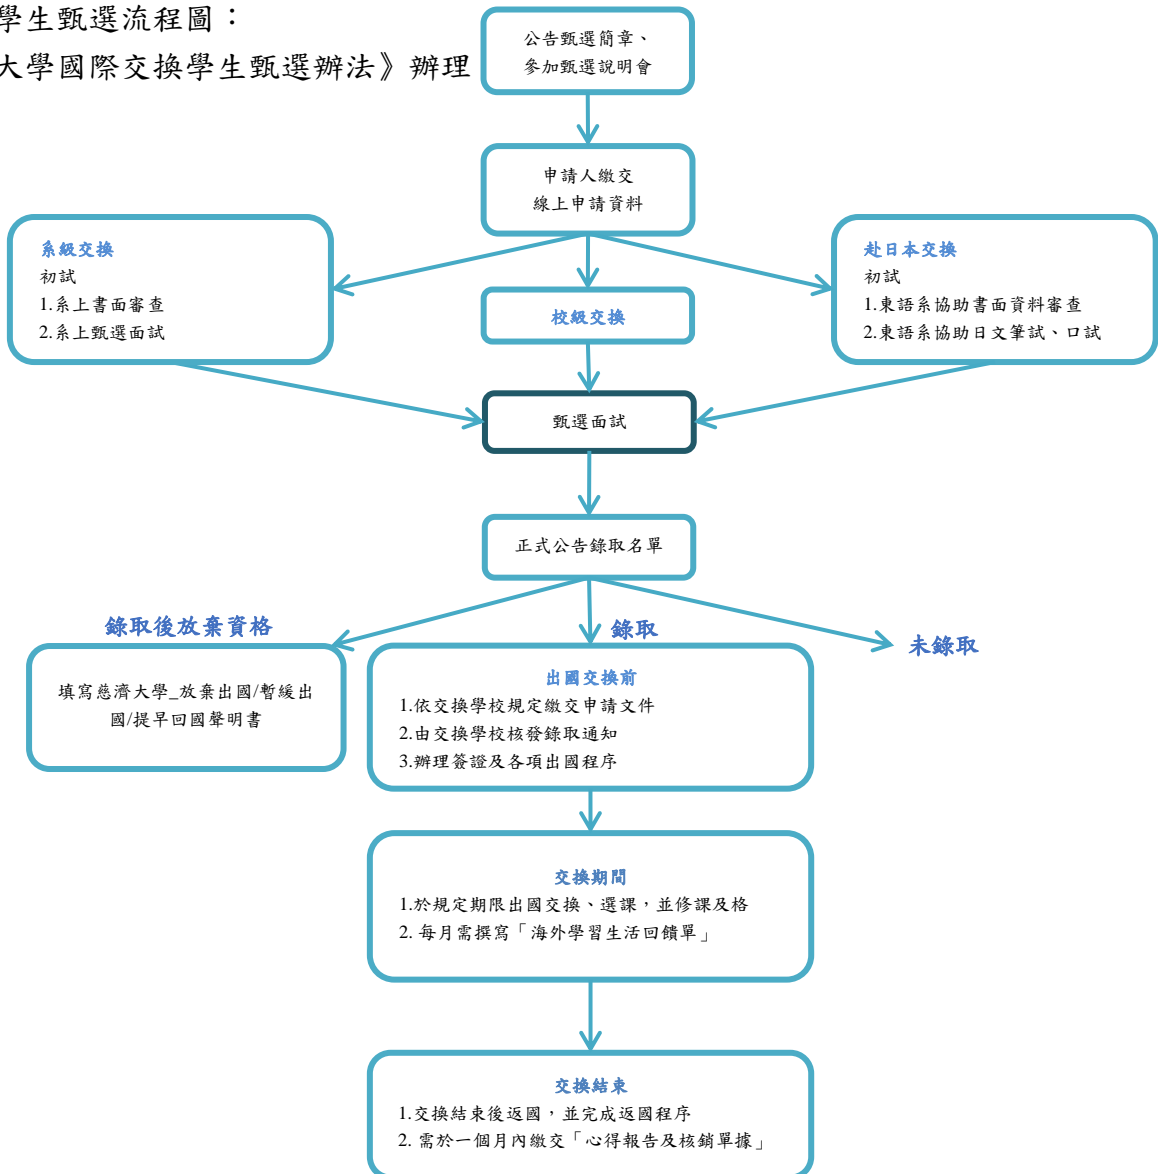 學生甄選流程圖：
大學國際交換學生甄選辦法》辦理
公告甄選簡章、
參加甄選說明會
申請人繳交
線上申請資料
系級交換
初試
1.系上書面審查
2.系上甄選面試
校級交換
赴日本交換
初試
1.東語系協助書面資料審查
2.東語系協助日文筆試、口試
甄選面試
正式公告錄取名單
錄取後放棄資格
錄取
未錄取
填寫慈濟大學_放棄出國/暫緩出
國/提早回國聲明書
出國交換前
1.依交換學校規定繳交申請文件
2.由交換學校核發錄取通知
3.辦理簽證及各項出國程序
交換期間
1.於規定期限出國交換、選課，並修課及格
2. 每月需撰寫「海外學習生活回饋單」
交換結束
1.交換結束後返國，並完成返國程序
2. 需於一個月內繳交「心得報告及核銷單據」